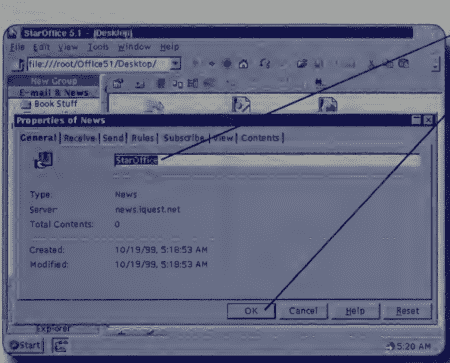 StarOffice 5.1 - [Desktop]
File Edit View Tools Window Help
file:///root/Office51/Desktop/
New Group
E-mail & News
Book Stuff
Properties of News
General Receive Send Rules Subscribe View Contents
StarOffice
Type: News
Server: news.iquest.net
Total Contents: 0
Created: 10/19/99, 5:18:53 AM
Modified: 10/19/99, 5:18:53 AM
OK Cancel Help Reset
Explorer
Start 5:20 AM